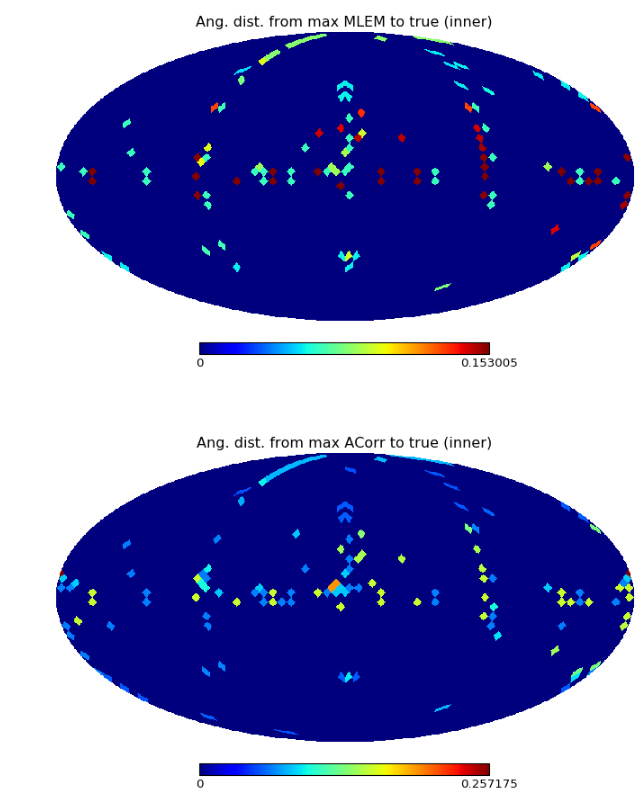 Ang. dist. from max MLEM to true (inner)
0 0.153005
Ang. dist. from max ACorr to true (inner)
0 0.257175